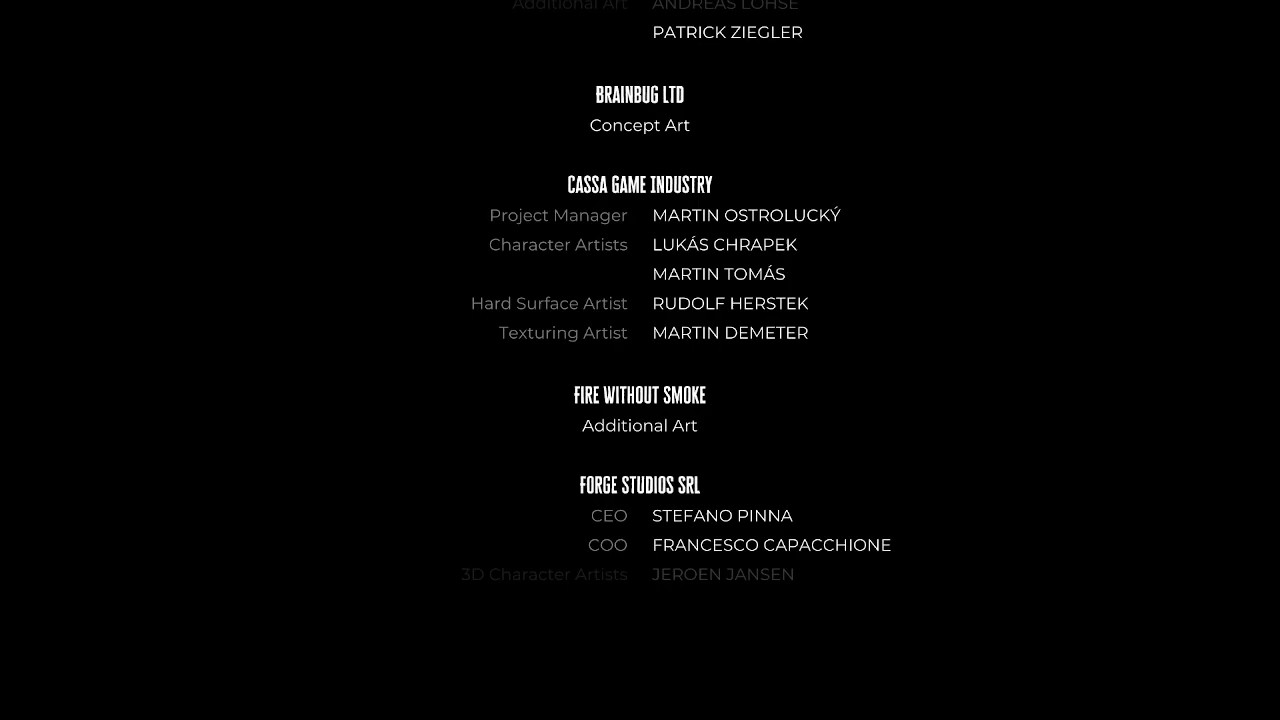 Additional Art ANDREAS LOHSE
PATRICK ZIEGLER
BRAINBUG LTD
Concept Art
CASSA GAME INDUSTRY
Project Manager MARTIN OSTROLUCKÝ
Character Artists LUKÁS CHRAPEK
MARTIN TOMÁS
Hard Surface Artist RUDOLF HERSTEK
Texturing Artist MARTIN DEMETER
FIRE WITHOUT SMOKE
Additional Art
FORGE STUDIOS SRL
CEO STEFANO PINNA
COO FRANCESCO CAPACCHIONE
3D Character Artists JEROEN JANSEN